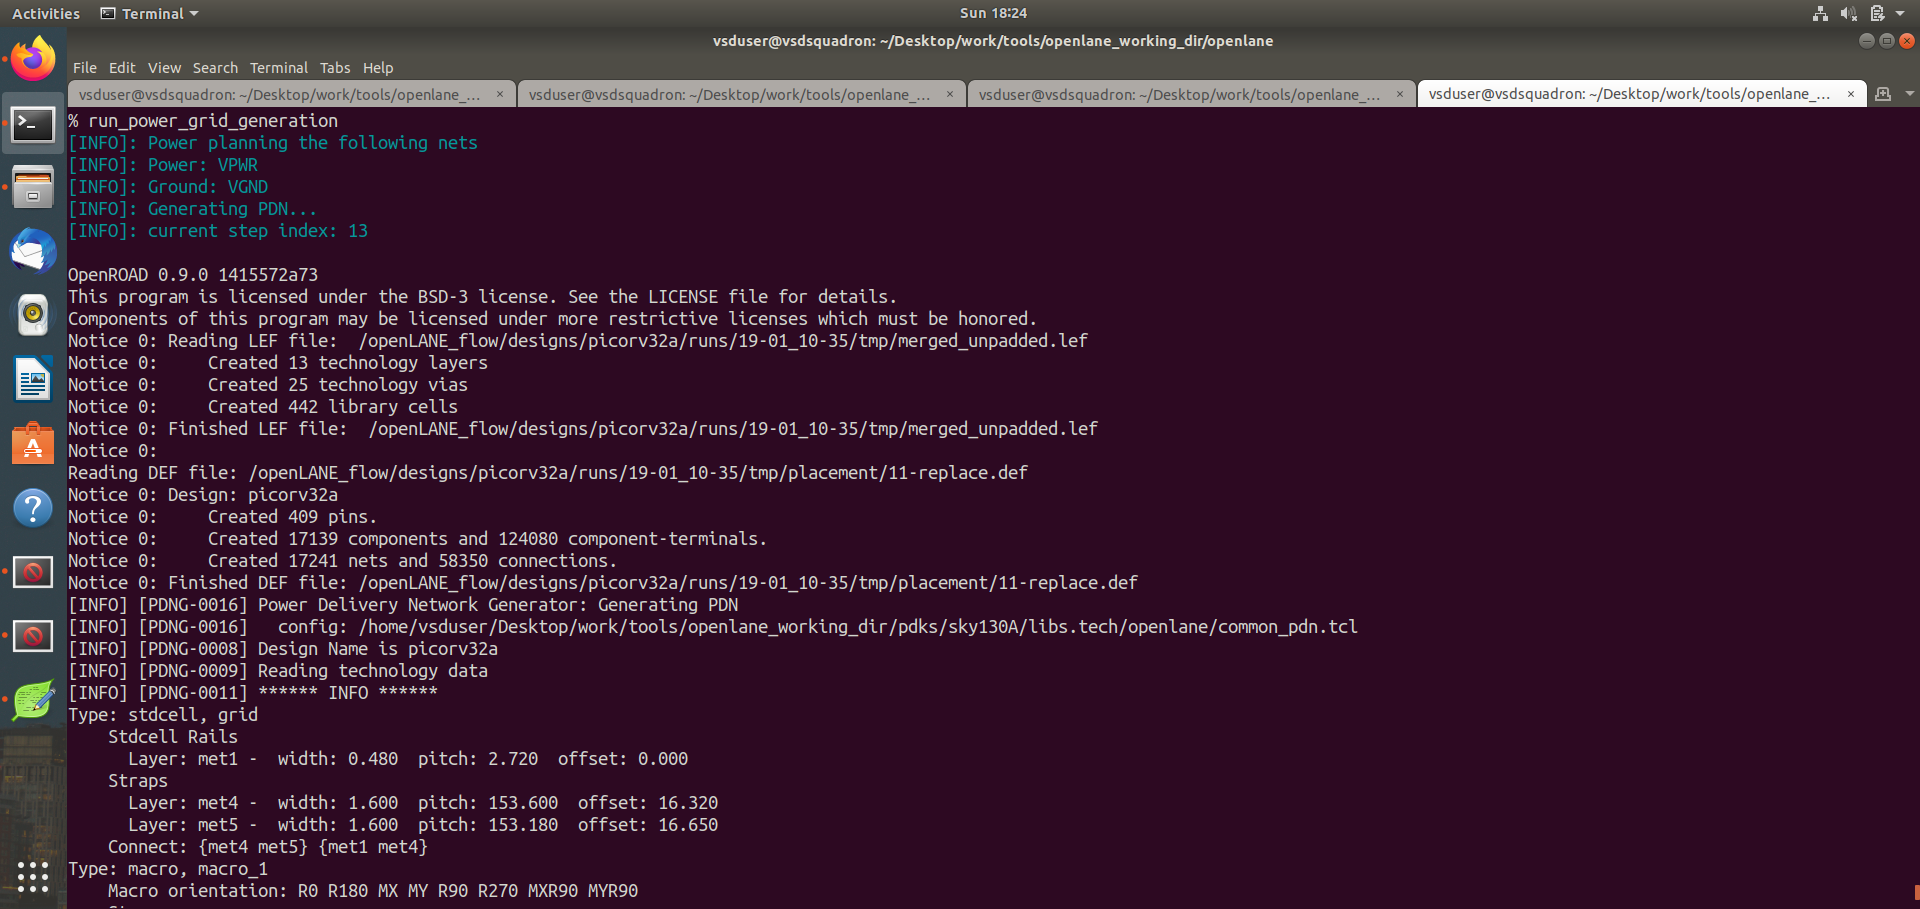 Activities
Terminal
Sun 18:24
vsduser@vsdsquadron: ~/Desktop/work/tools/openlane_working_dir/openlane
File Edit View Search Terminal Tabs Help
vsduser@vsdsquadron: ~/Desktop/work/tools/openlane_... × vsduser@vsdsquadron: ~/Desktop/work/tools/openlane_... × vsduser@vsdsquadron: ~/Desktop/work/tools/openlane_... × vsduser@vsdsquadron: ~/Desktop/work/tools/openlane_... ×
% run_power_grid_generation
[INFO]: Power planning the following nets
[INFO]: Power: VPWR
[INFO]: Ground: VGND
[INFO]: Generating PDN...
[INFO]: current step index: 13
OpenROAD 0.9.0 1415572a73
This program is licensed under the BSD-3 license. See the LICENSE file for details.
Components of this program may be licensed under more restrictive licenses which must be honored.
Notice 0: Reading LEF file:  /openLANE_flow/designs/picorv32a/runs/19-01_10-35/tmp/merged_unpadded.lef
Notice 0:     Created 13 technology layers
Notice 0:     Created 25 technology vias
Notice 0:     Created 442 library cells
Notice 0: Finished LEF file:  /openLANE_flow/designs/picorv32a/runs/19-01_10-35/tmp/merged_unpadded.lef
Notice 0:
Reading DEF file: /openLANE_flow/designs/picorv32a/runs/19-01_10-35/tmp/placement/11-replace.def
Notice 0: Design: picorv32a
Notice 0:     Created 409 pins.
Notice 0:     Created 17139 components and 124080 component-terminals.
Notice 0:     Created 17241 nets and 58350 connections.
Notice 0: Finished DEF file: /openLANE_flow/designs/picorv32a/runs/19-01_10-35/tmp/placement/11-replace.def
[INFO] [PDNG-0016] Power Delivery Network Generator: Generating PDN
[INFO] [PDNG-0016]   config: /home/vsduser/Desktop/work/tools/openlane_working_dir/pdks/sky130A/libs.tech/openlane/common_pdn.tcl
[INFO] [PDNG-0008] Design Name is picorv32a
[INFO] [PDNG-0009] Reading technology data
[INFO] [PDNG-0011] ****** INFO ******
Type: stdcell, grid
    Stdcell Rails
      Layer: met1 -  width: 0.480  pitch: 2.720  offset: 0.000
    Straps
      Layer: met4 -  width: 1.600  pitch: 153.600  offset: 16.320
      Layer: met5 -  width: 1.600  pitch: 153.180  offset: 16.650
    Connect: {met4 met5} {met1 met4}
Type: macro, macro_1
    Macro orientation: R0 R180 MX MY R90 R270 MXR90 MYR90